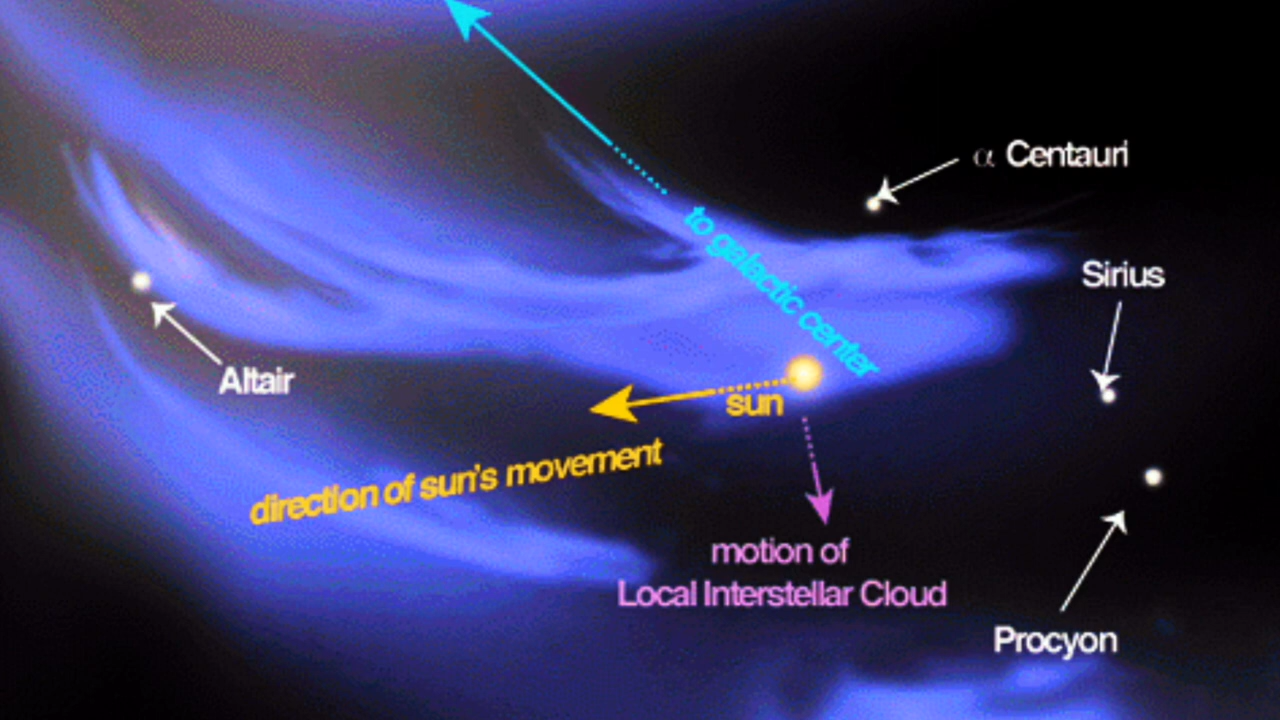 α Centauri
to galactic center
Sirius
Altair
sun
direction of sun's movement
motion of
Local Interstellar Cloud
Procyon